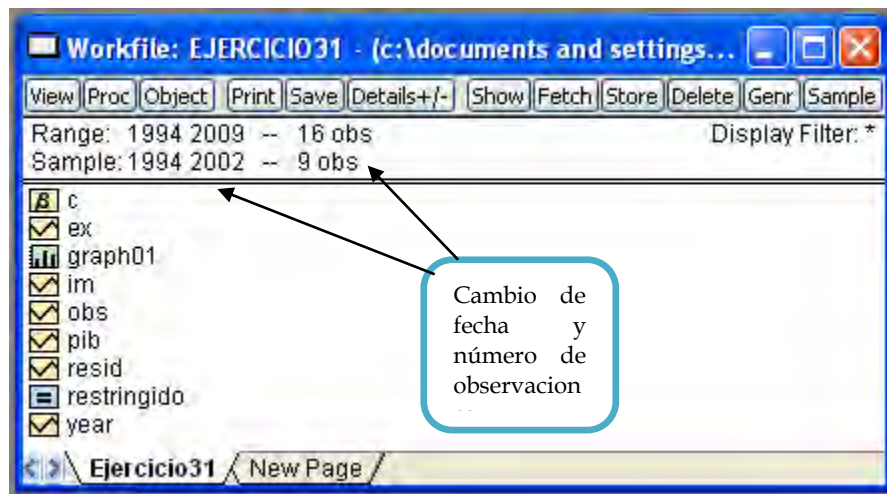 Workfile: EJERCICIO31 - (c:\documents and settings...
View Proc Object Print Save Details+/- Show Fetch Store Delete Genr Sample
Range: 1994 2009 -- 16 obs Display Filter: *
Sample: 1994 2002 -- 9 obs
c
ex
graph01
im
obs
pib
resid
restringido
year
Cambio de
fecha y
número de
observacion
Ejercicio31 New Page